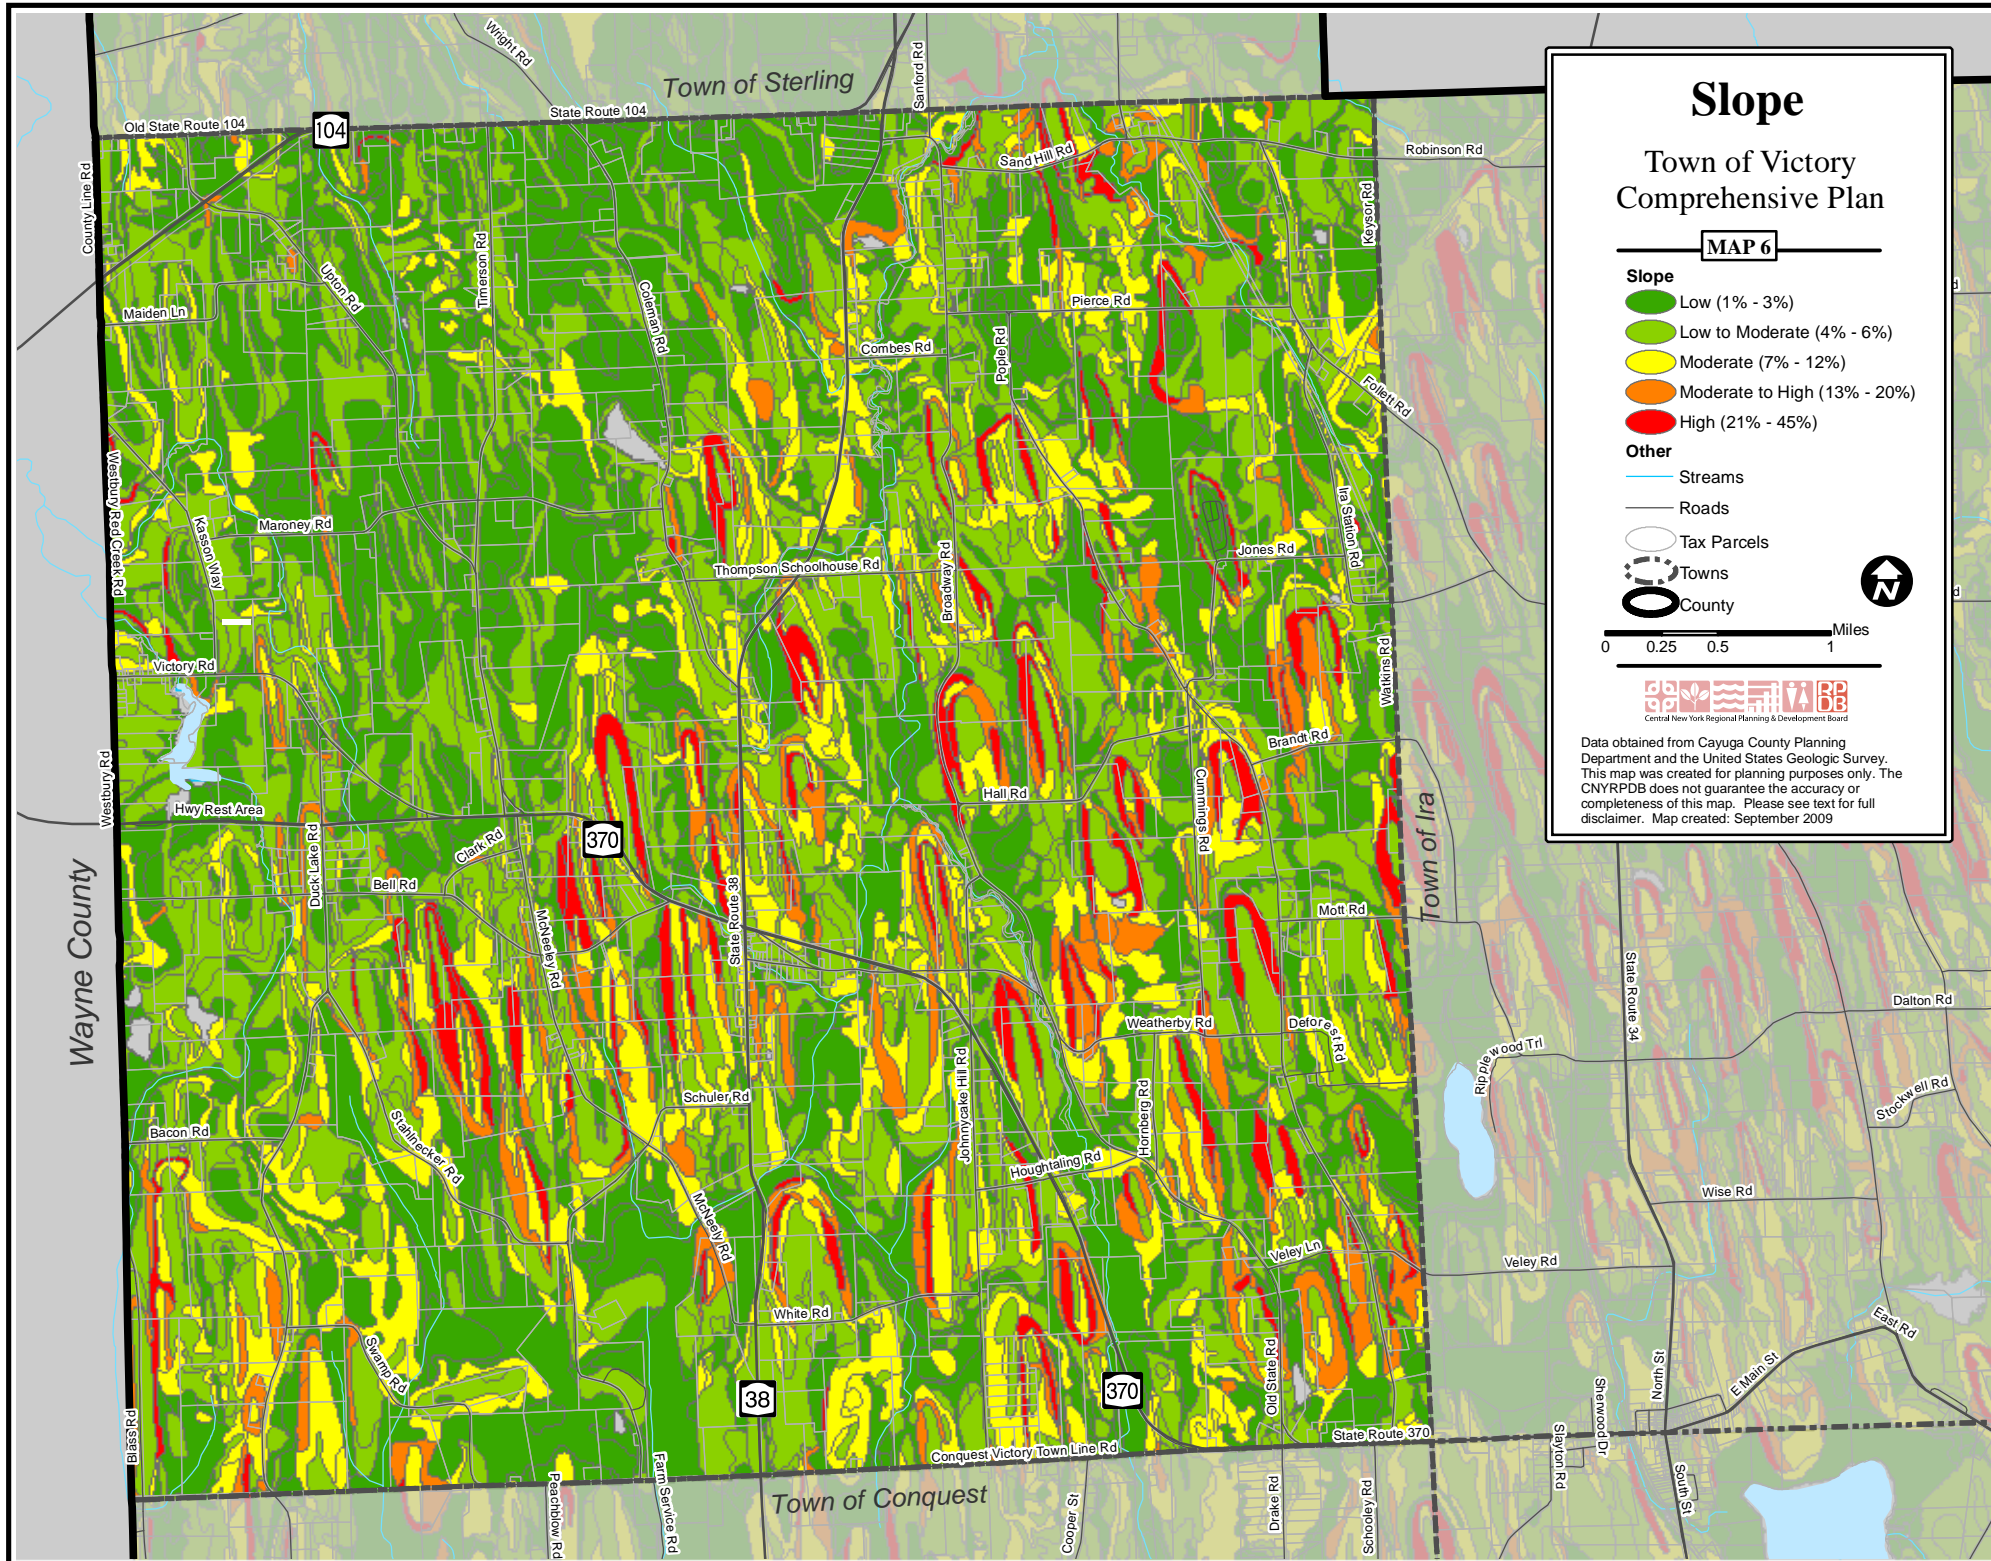 Slope
Town of Victory
Comprehensive Plan
MAP 6
Slope
Low (1% - 3%)
Low to Moderate (4% - 6%)
Moderate (7% - 12%)
Moderate to High (13% - 20%)
High (21% - 45%)
Other
Streams
Roads
Tax Parcels
Towns
County
N
Miles
0 0.25 0.5 1
RP
DB
Central New York Regional Planning & Development Board
Data obtained from Cayuga County Planning
Department and the United States Geologic Survey.
This map was created for planning purposes only. The
CNYRPDB does not guarantee the accuracy or
completeness of this map. Please see text for full
disclaimer. Map created: September 2009
Wright Rd
Town of Sterling
Sanford Rd
Old State Route 104
104
State Route 104
Sand Hill Rd
Robinson Rd
County Line Rd
Keysor Rd
Timerson Rd
Upton Rd
Coleman Rd
Maiden Ln
Pierce Rd
Combes Rd
Pople Rd
Follett Rd
Westbury Red Creek Rd
Kasson Way
Maroney Rd
Ira Station Rd
Jones Rd
Thompson Schoolhouse Rd
Broadway Rd
Victory Rd
Watkins Rd
Westbury Rd
Brandt Rd
Hwy Rest Area
Hall Rd
Cummings Rd
370
Clark Rd
Duck Lake Rd
Bell Rd
State Route 38
McNeeley Rd
Mott Rd
Town of Ira
Wayne County
State Route 34
Dalton Rd
Weatherby Rd
Deforest Rd
Ripplewood Trl
Stockwell Rd
Johnnycake Hill Rd
Hornberg Rd
Schuler Rd
Bacon Rd
Stahlnecker Rd
Houghtaling Rd
Wise Rd
McNeely Rd
Veley Ln
Veley Rd
White Rd
East Rd
Swamp Rd
Old State Rd
North St
E Main St
38
370
Blass Rd
Sherwood Dr
Slayton Rd
State Route 370
Conquest Victory Town Line Rd
Peachblow Rd
Farm Service Rd
Town of Conquest
Cooper St
Drake Rd
Schooley Rd
South St